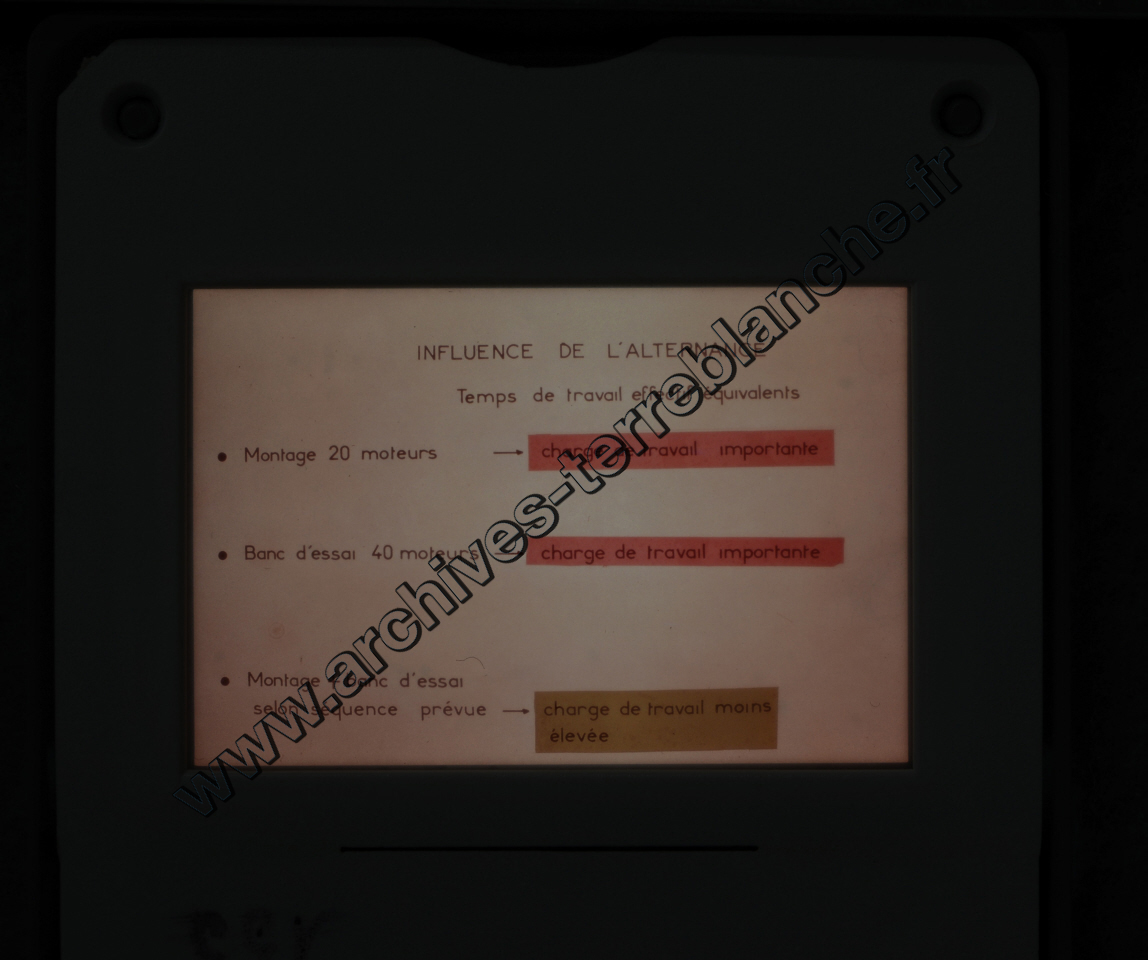 INFLUENCE DE L'ALTERNANCE
Temps de travail effectif équivalents
• Montage 20 moteurs → charge de travail importante
• Banc d'essai 40 moteurs → charge de travail importante
• Montage + Banc d'essai
selon séquence prévue → charge de travail moins
élevée
www.archives-terreblanche.fr